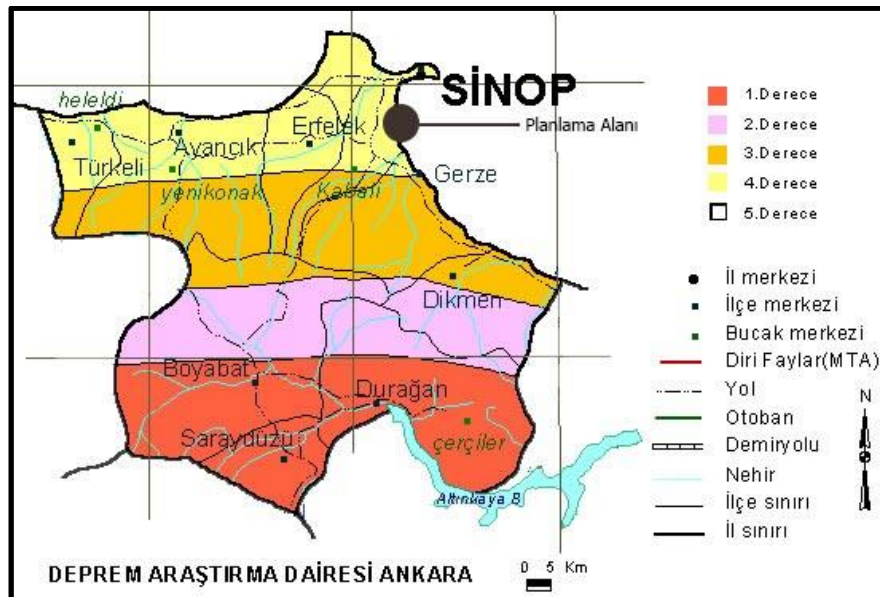 SİNOP
Planlama Alanı
heleldi
Erfelek
Ayancık
Türkeli
yenikonak
Kabalı
Gerze
Dikmen
Boyabat
Durağan
Saraydüzü
çerçiler
Altınkaya B
1.Derece
2.Derece
3.Derece
4.Derece
5.Derece
İl merkezi
İlçe merkezi
Bucak merkezi
Diri Faylar(MTA)
Yol
Otoban
Demiryolu
Nehir
İlçe sınırı
İl sınırı
N
DEPREM ARAŞTIRMA DAİRESİ ANKARA
0 5 Km